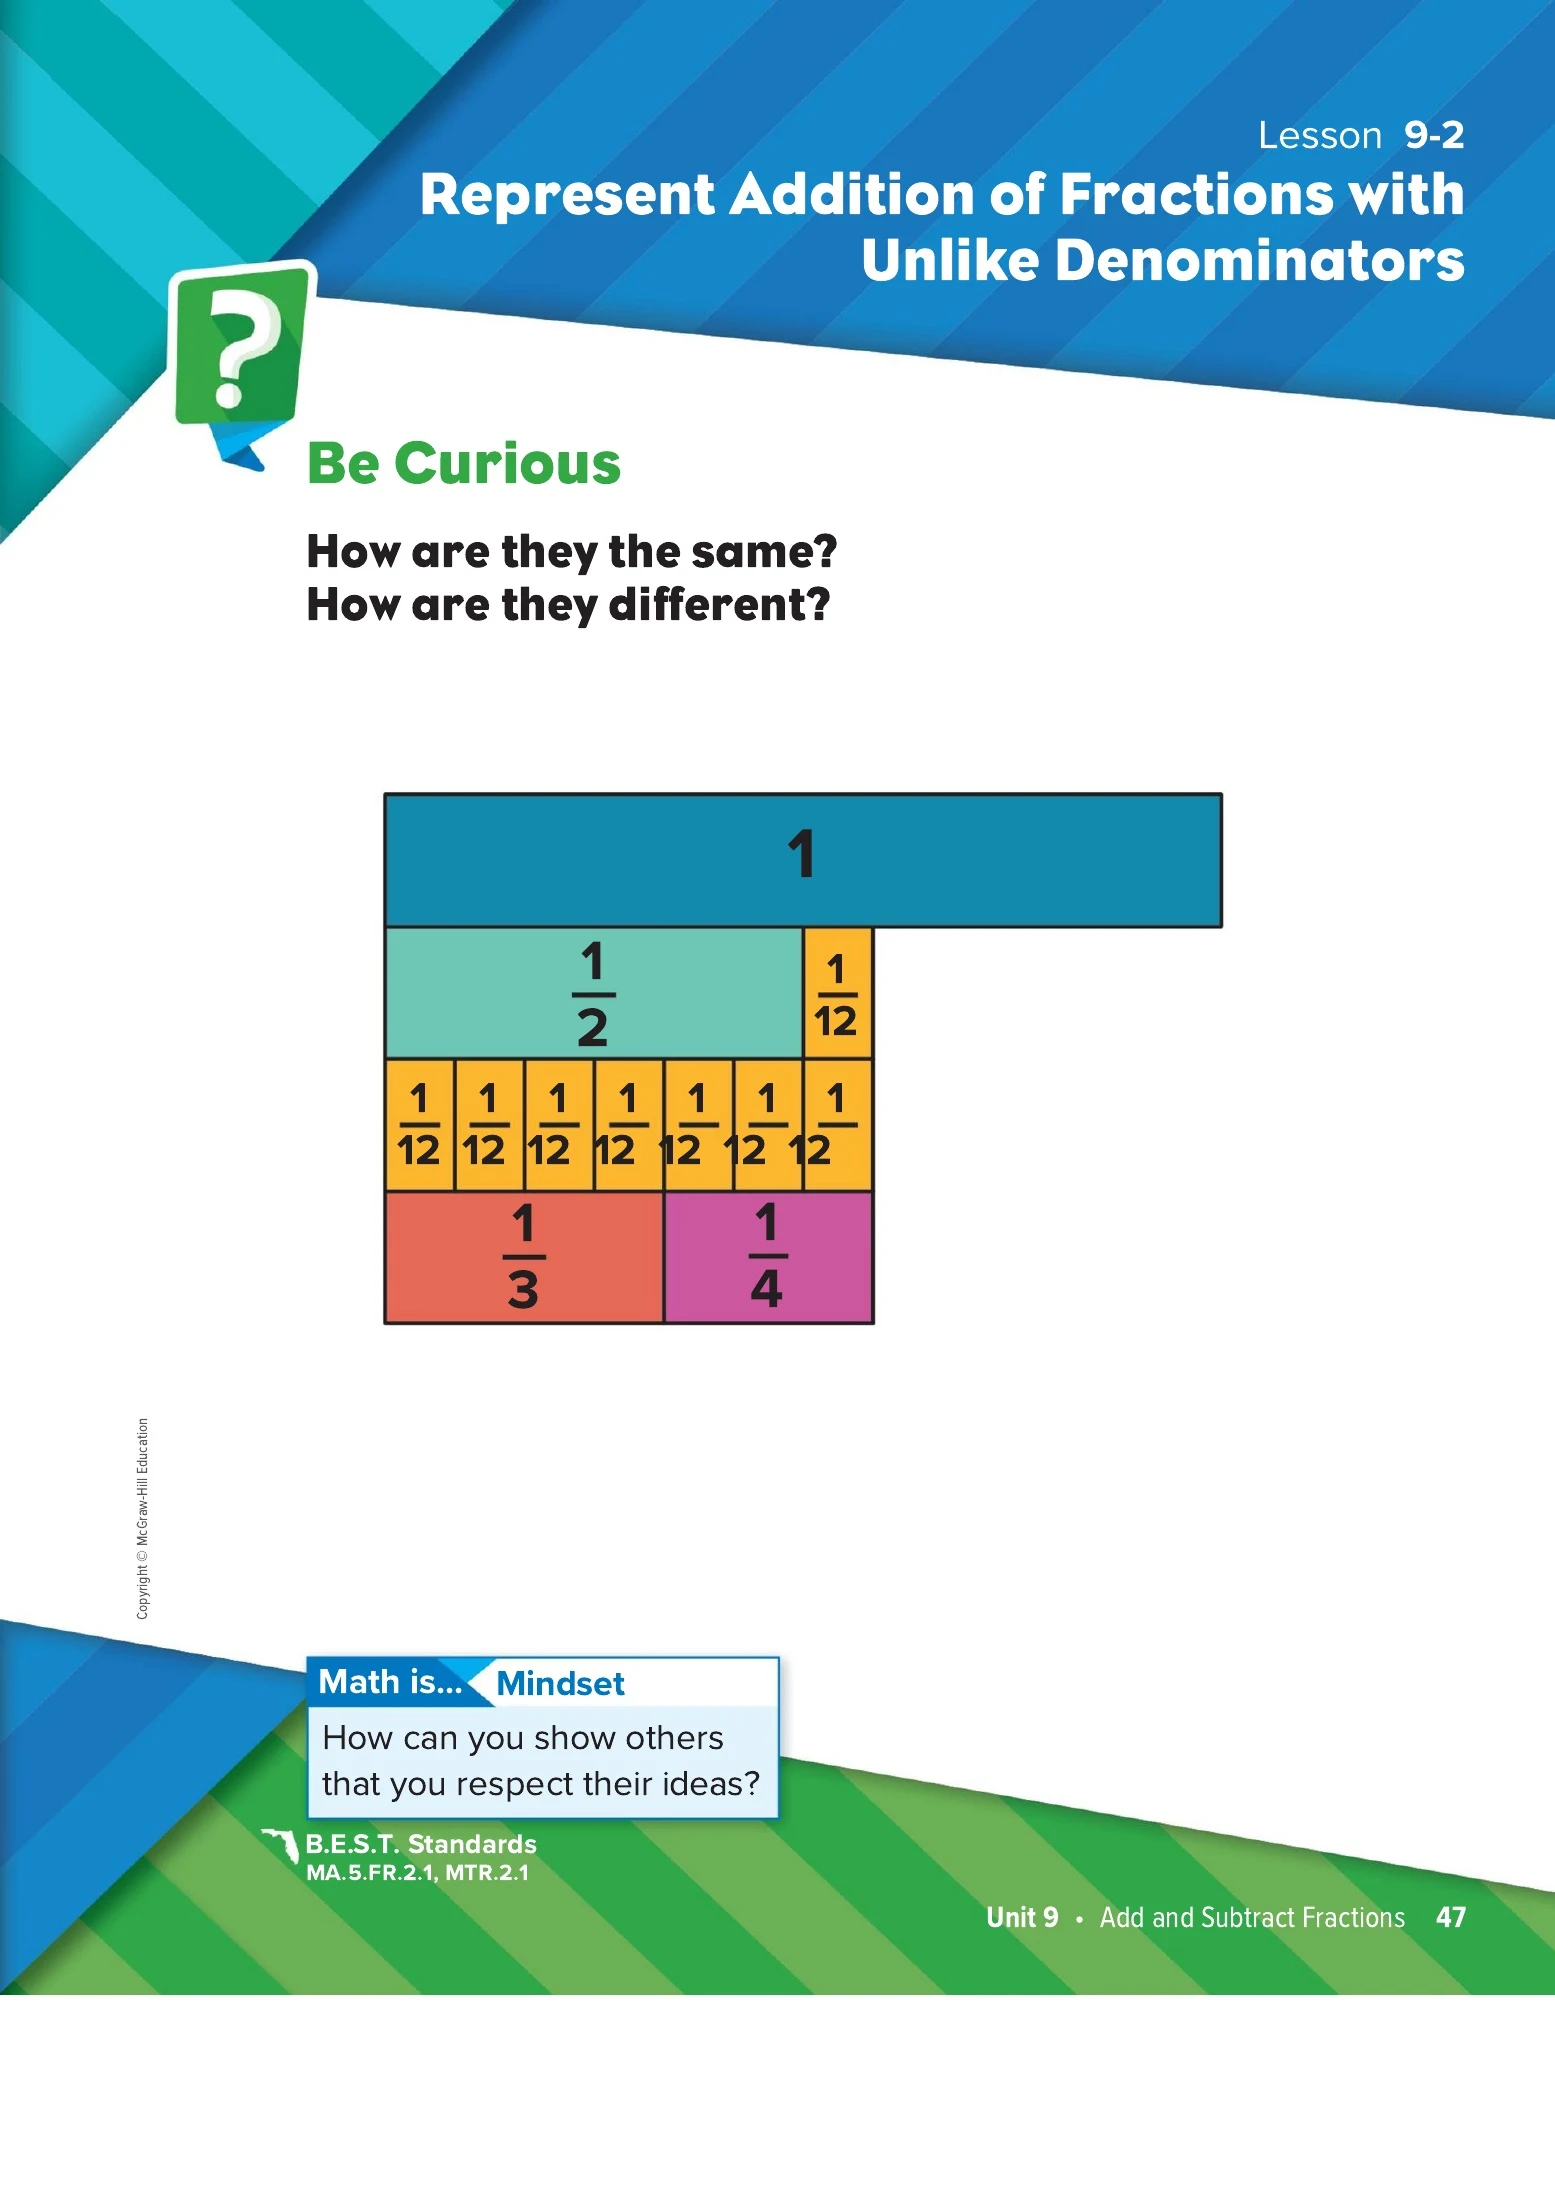 Lesson 9-2
Represent Addition of Fractions with
Unlike Denominators
?
Be Curious
How are they the same?
How are they different?
1
1/2 1/12
1/12 1/12 1/12 1/12 1/12 1/12 1/12
1/3 1/4
Copyright © McGraw-Hill Education
Math is... Mindset
How can you show others
that you respect their ideas?
B.E.S.T. Standards
MA.5.FR.2.1, MTR.2.1
Unit 9 • Add and Subtract Fractions 47